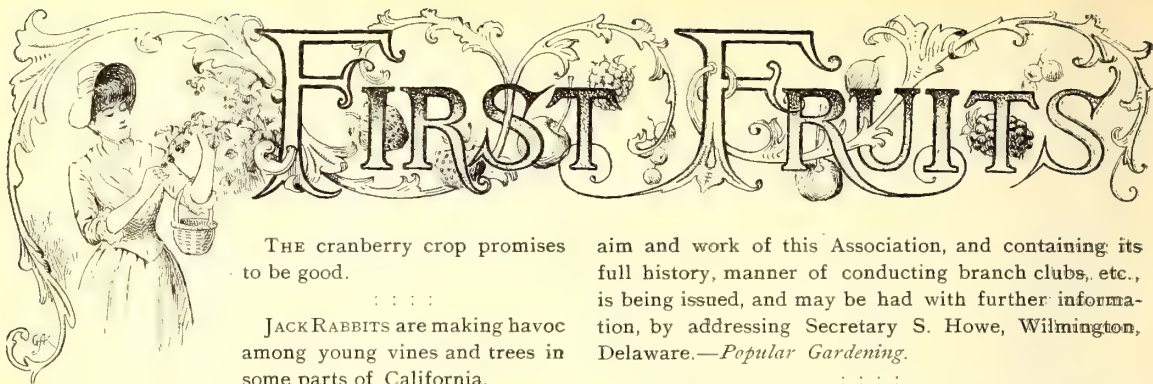 FIRST FRUITS
THE cranberry crop promises
to be good.
: : : :
JACK RABBITS are making havoc
among young vines and trees in
some parts of California.
aim and work of this Association, and containing its
full history, manner of conducting branch clubs, etc.,
is being issued, and may be had with further informa-
tion, by addressing Secretary S. Howe, Wilmington,
Delaware.—Popular Gardening.
: : : :